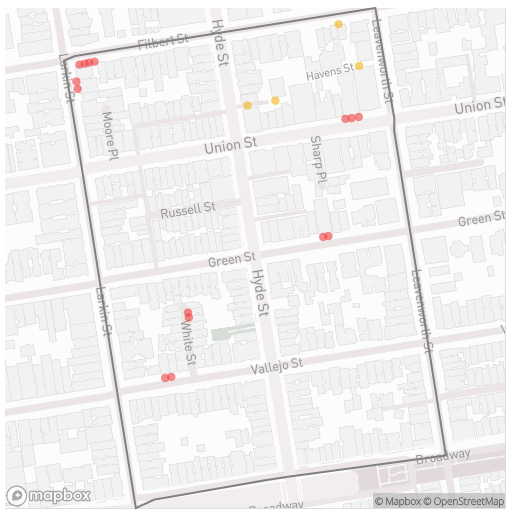 Filbert St
Larkin St
Hyde St
Leavenworth St
Havens St
Moore Pl
Union St
Union St
Sharp Pl
Russell St
Green St
Green St
Hyde St
Larkin St
White St
Leavenworth St
Vallejo St
Broadway
Broadway
mapbox
© Mapbox © OpenStreetMap